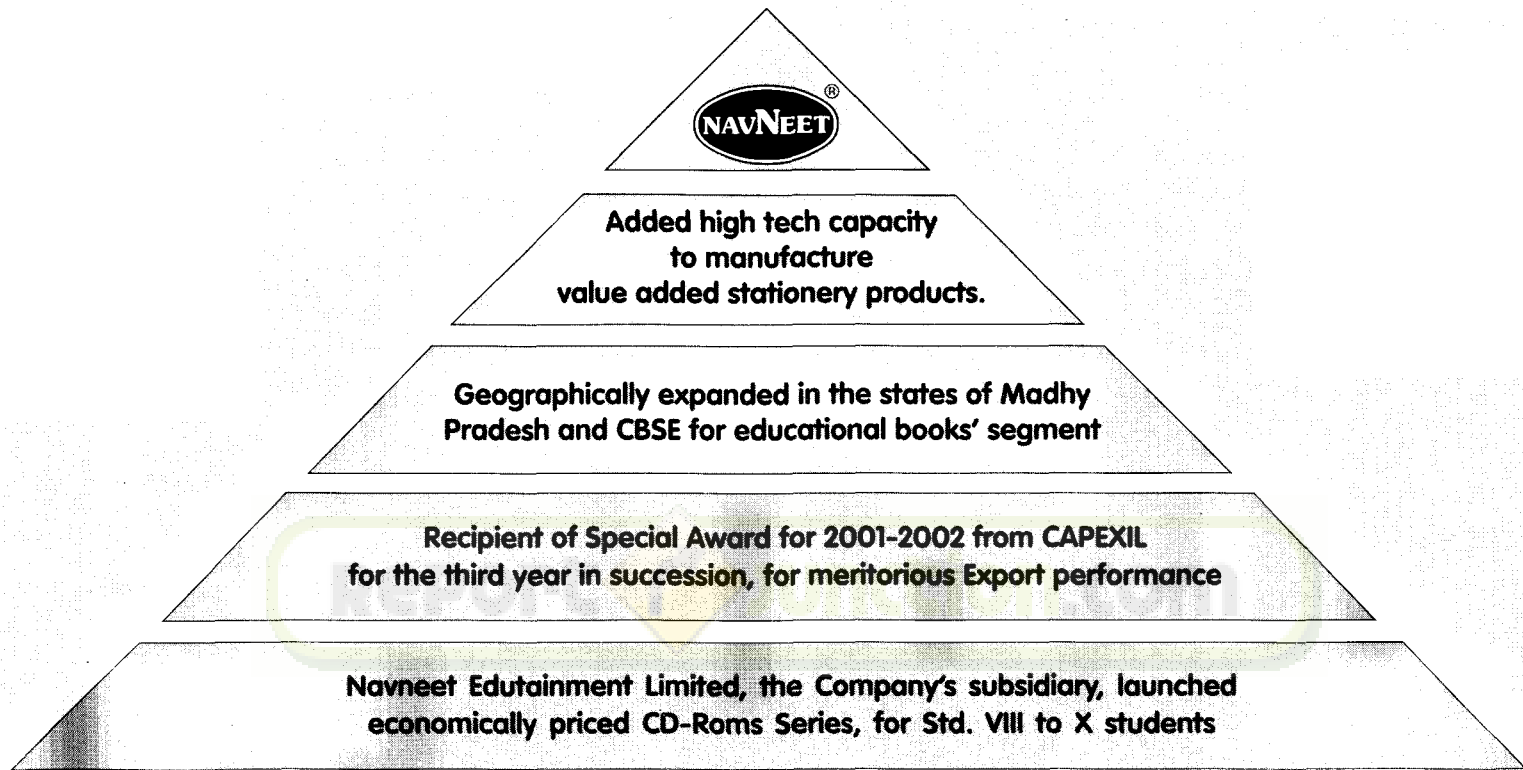 NAVNEET ®
Added high tech capacity
to manufacture
value added stationery products.
Geographically expanded in the states of Madhy
Pradesh and CBSE for educational books' segment
Recipient of Special Award for 2001-2002 from CAPEXIL
for the third year in succession, for meritorious Export performance
Report Junction.com
Navneet Edutainment Limited, the Company's subsidiary, launched
economically priced CD-Roms Series, for Std. VIII to X students